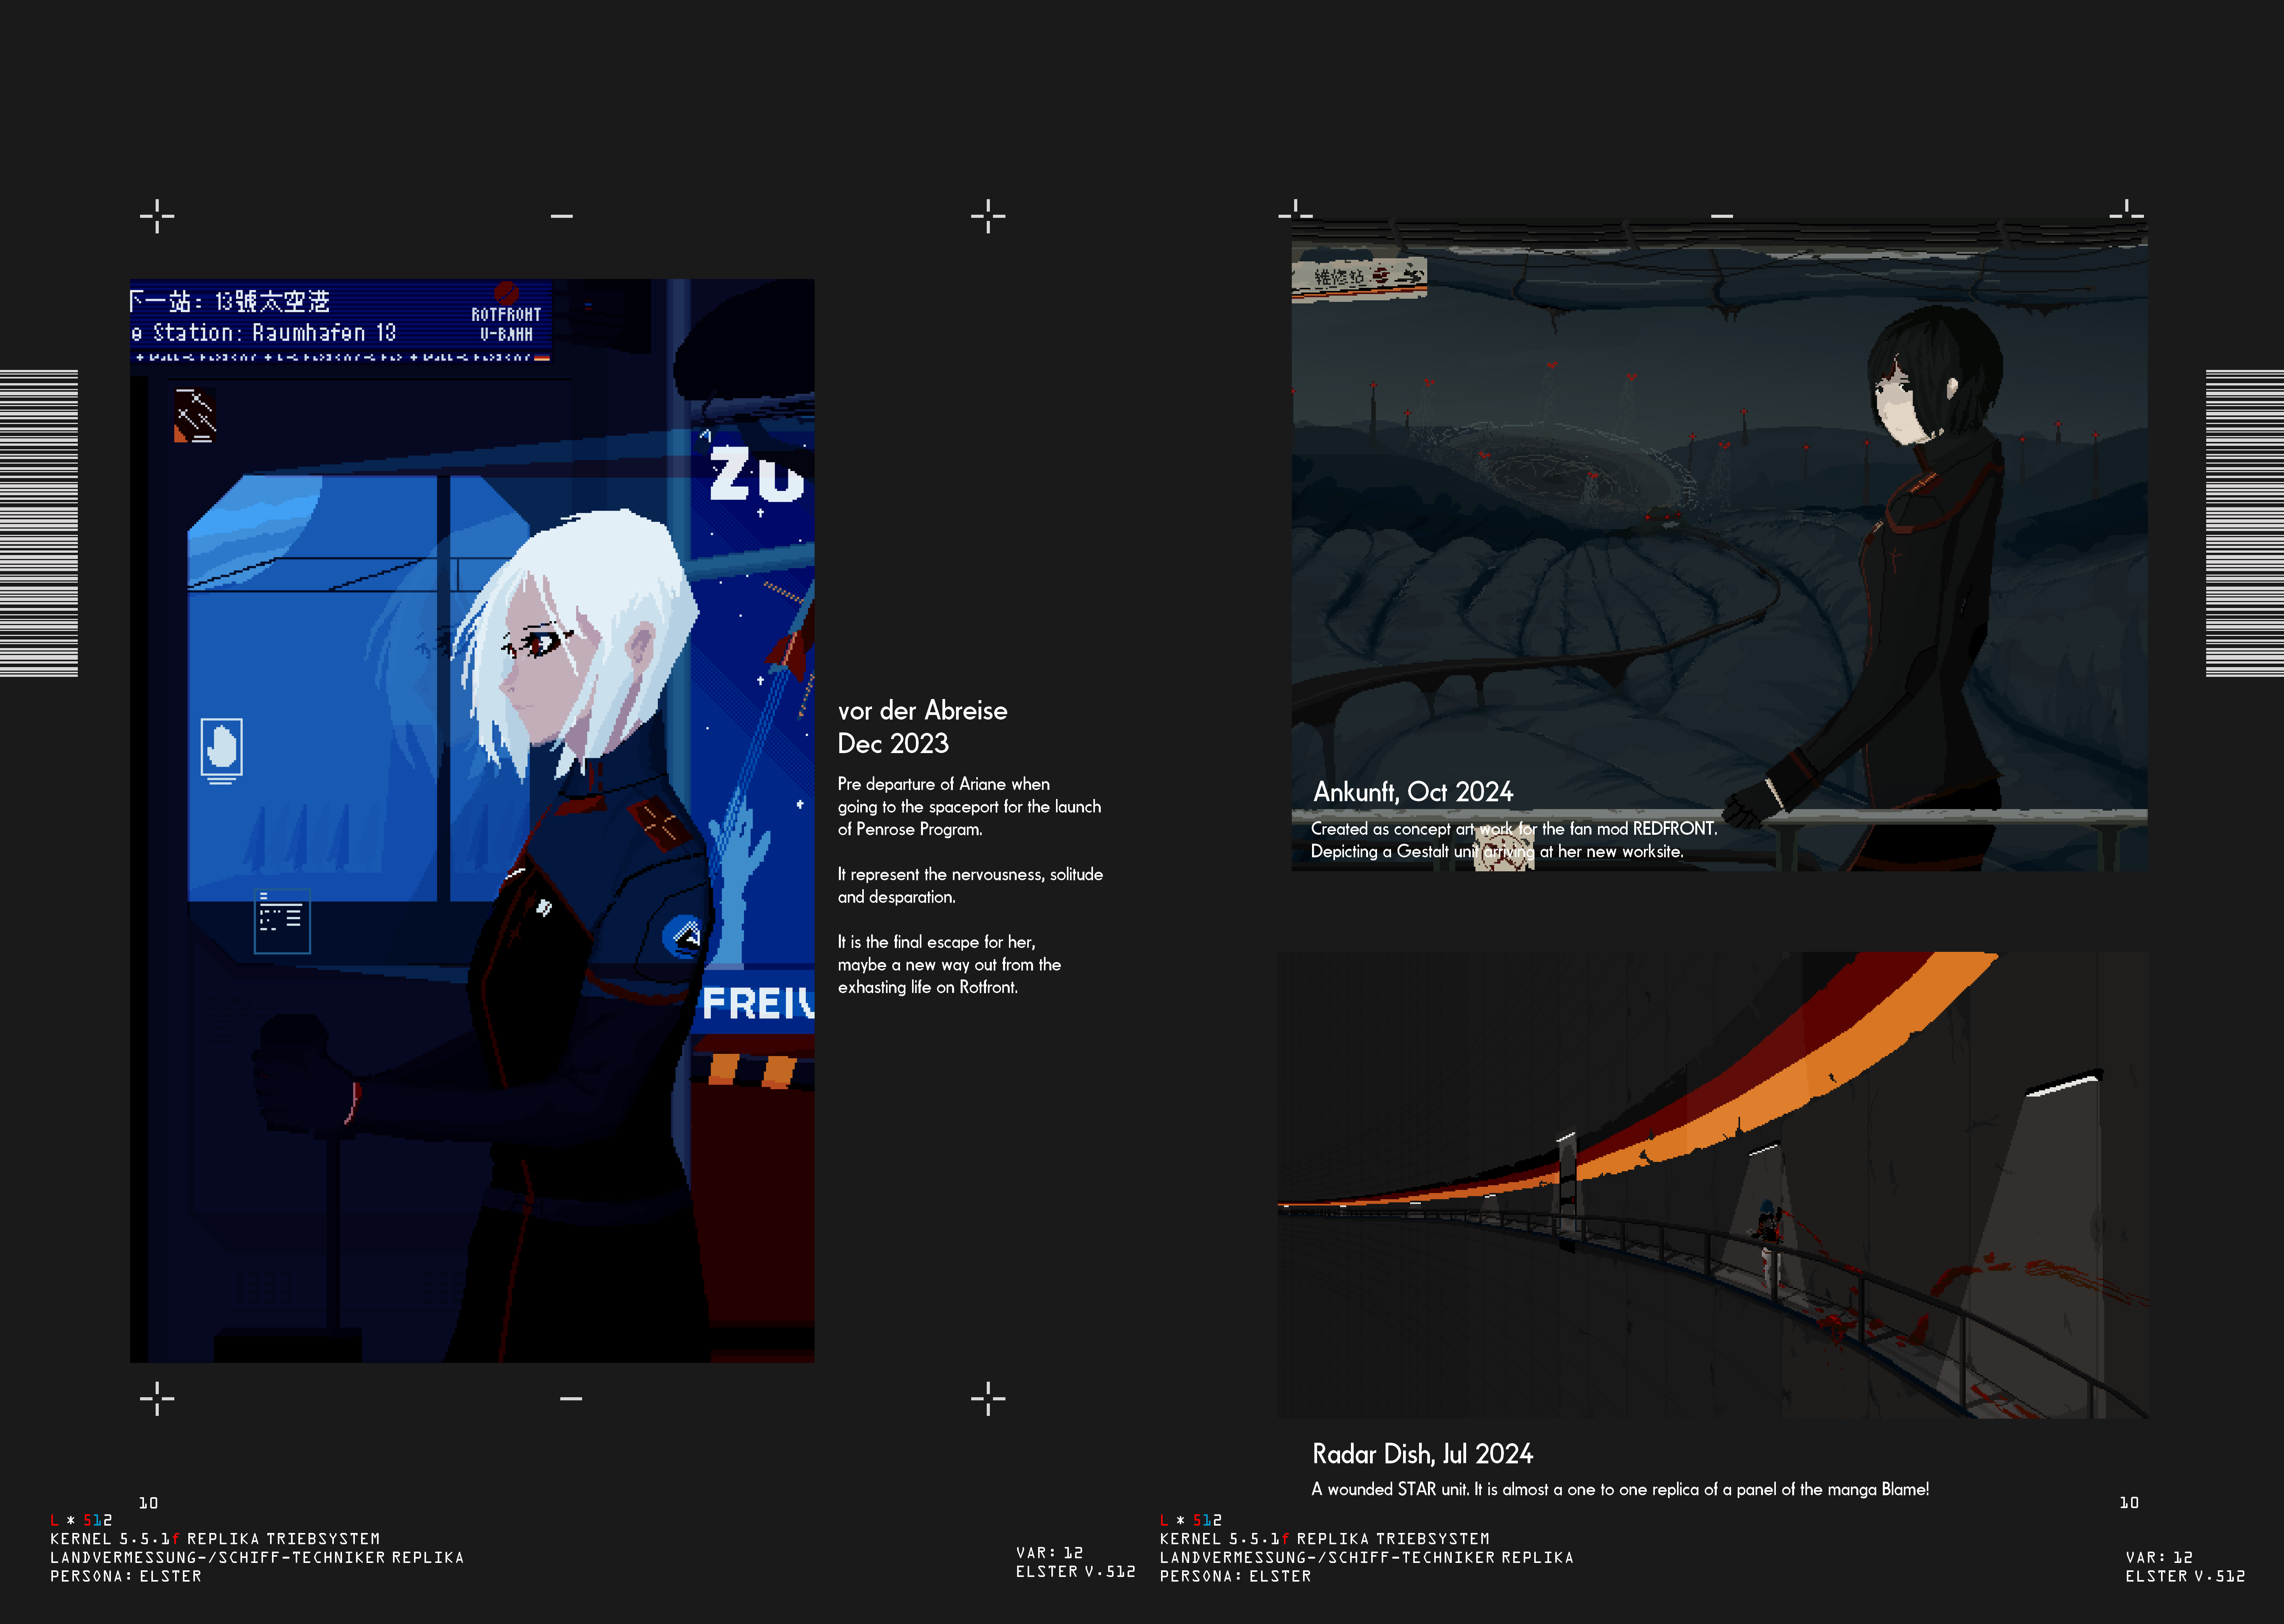 下一站: 13號太空港
e Station: Raumhafen 13
ROTFRONT
U-BAHN
ZU
FREIV
vor der Abreise
Dec 2023
Pre departure of Ariane when
going to the spaceport for the launch
of Penrose Program.
It represent the nervousness, solitude
and desparation.
It is the final escape for her,
maybe a new way out from the
exhasting life on Rotfront.
10
L * 512
KERNEL 5.5.1f REPLIKA TRIEBSYSTEM
LANDVERMESSUNG-/SCHIFF-TECHNIKER REPLIKA
PERSONA: ELSTER
VAR: 12
ELSTER V.512
維修站
Ankunft, Oct 2024
Created as concept art work for the fan mod REDFRONT.
Depicting a Gestalt unit arriving at her new worksite.
Radar Dish, Jul 2024
A wounded STAR unit. It is almost a one to one replica of a panel of the manga Blame!
10
L * 512
KERNEL 5.5.1f REPLIKA TRIEBSYSTEM
LANDVERMESSUNG-/SCHIFF-TECHNIKER REPLIKA
PERSONA: ELSTER
VAR: 12
ELSTER V.512